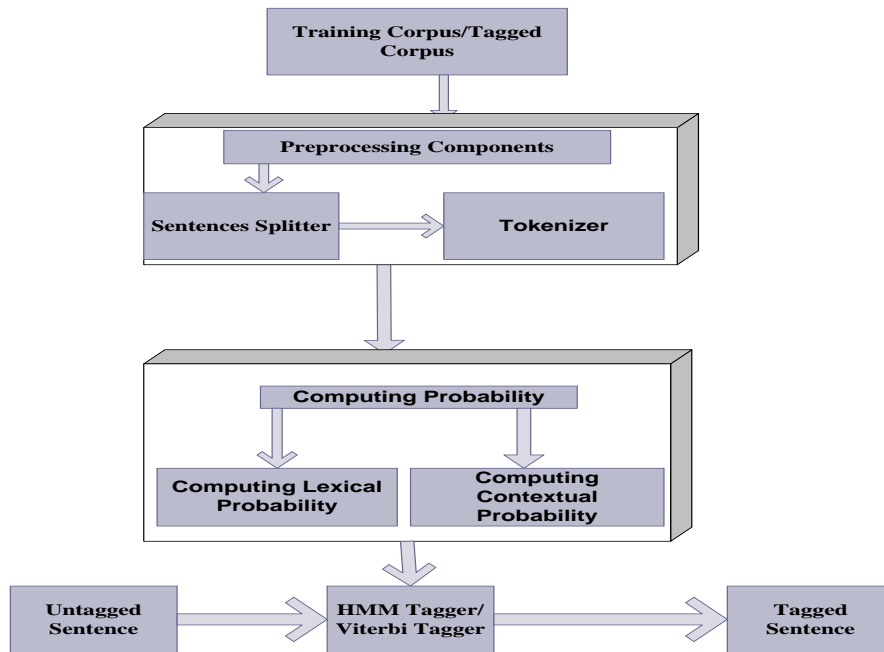 Training Corpus/Tagged
Corpus
Preprocessing Components
Sentences Splitter
Tokenizer
Computing Probability
Computing Lexical
Probability
Computing
Contextual
Probability
Untagged
Sentence
HMM Tagger/
Viterbi Tagger
Tagged
Sentence